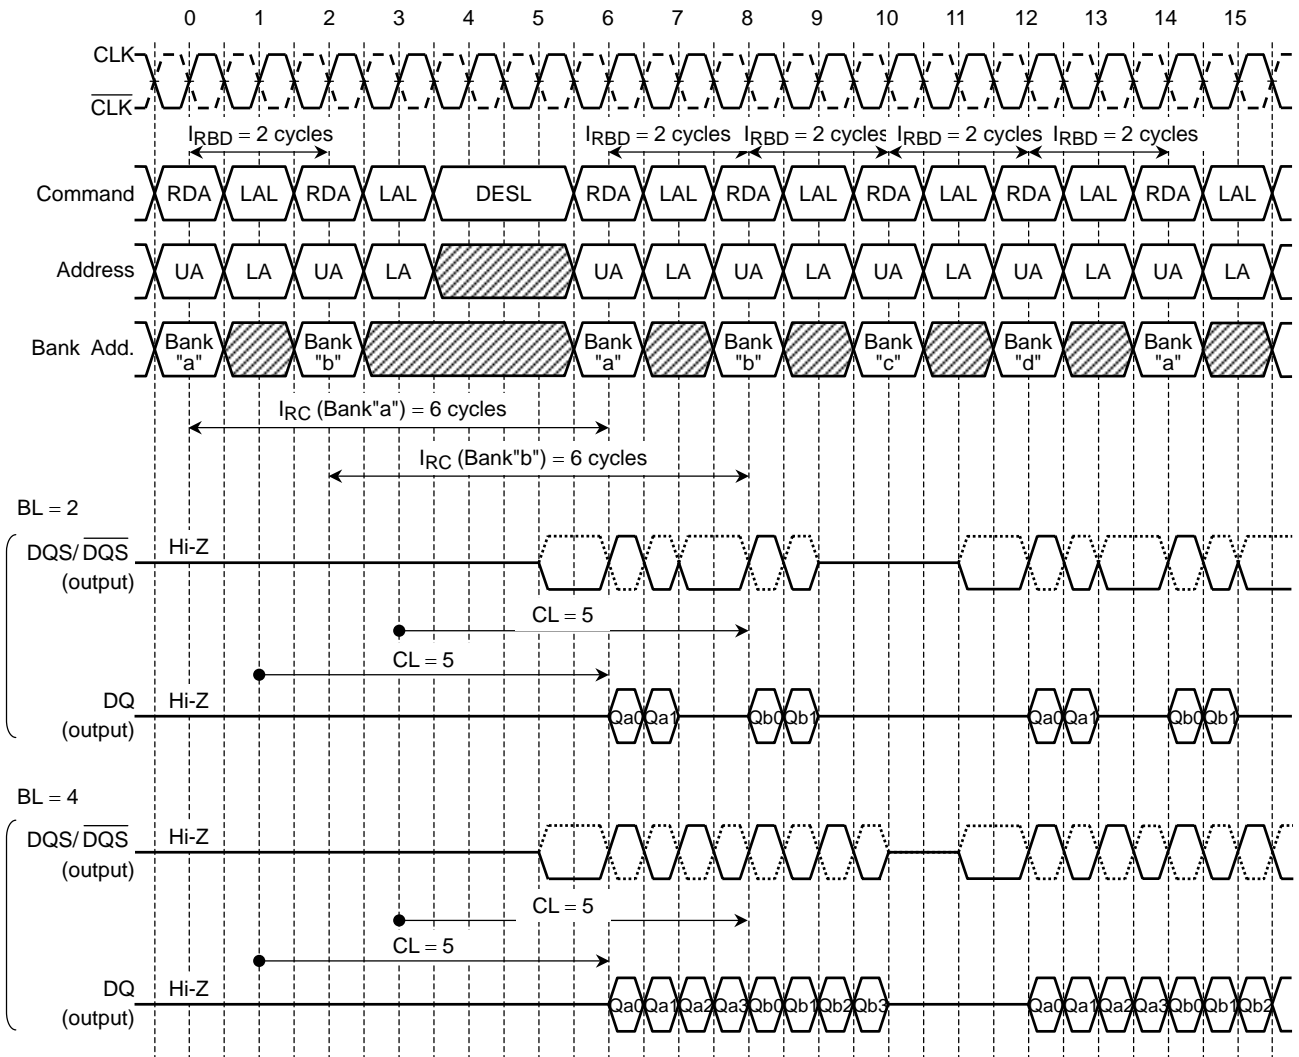 0 1 2 3 4 5 6 7 8 9 10 11 12 13 14 15
CLK
CLK
IRBD = 2 cycles IRBD = 2 cycles IRBD = 2 cycles IRBD = 2 cycles IRBD = 2 cycles
Command RDA LAL RDA LAL DESL RDA LAL RDA LAL RDA LAL RDA LAL RDA LAL
Address UA LA UA LA UA LA UA LA UA LA UA LA UA LA
Bank Add. Bank "a" Bank "b" Bank "a" Bank "b" Bank "c" Bank "d" Bank "a"
IRC (Bank"a") = 6 cycles
IRC (Bank"b") = 6 cycles
BL = 2
DQS/ DQS Hi-Z
(output)
CL = 5
CL = 5
DQ Hi-Z
(output) Qa0 Qa1 Qb0 Qb1 Qa0 Qa1 Qb0 Qb1
BL = 4
DQS/ DQS Hi-Z
(output)
CL = 5
CL = 5
DQ Hi-Z
(output) Qa0 Qa1 Qa2 Qa3 Qb0 Qb1 Qb2 Qb3 Qa0 Qa1 Qa2 Qa3 Qb0 Qb1 Qb2